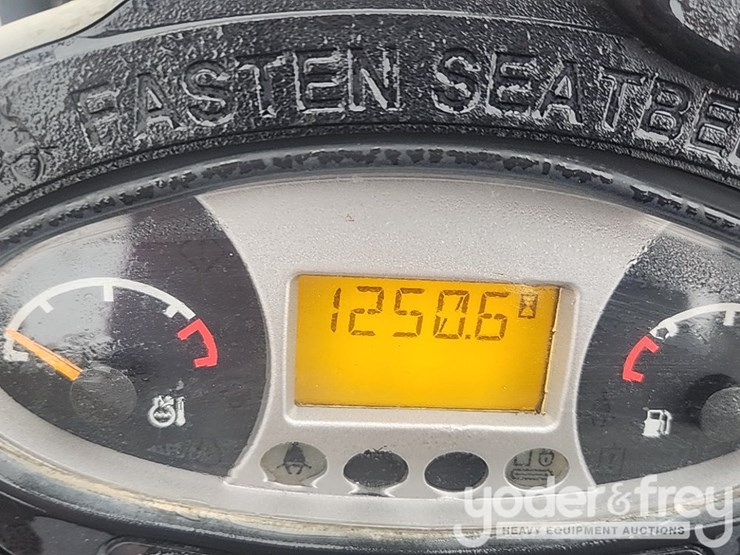 FASTEN SEATBE
1250.6
yoder&frey
HEAVY EQUIPMENT AUCTIONS